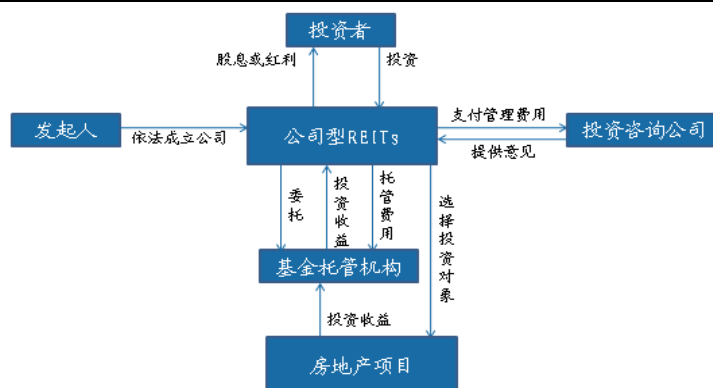 投资者
股息或红利
投资
发起人
依法成立公司
公司型REITs
支付管理费用
提供意见
投资咨询公司
委托
投资收益
托管费用
选择投资对象
基金托管机构
投资收益
房地产项目